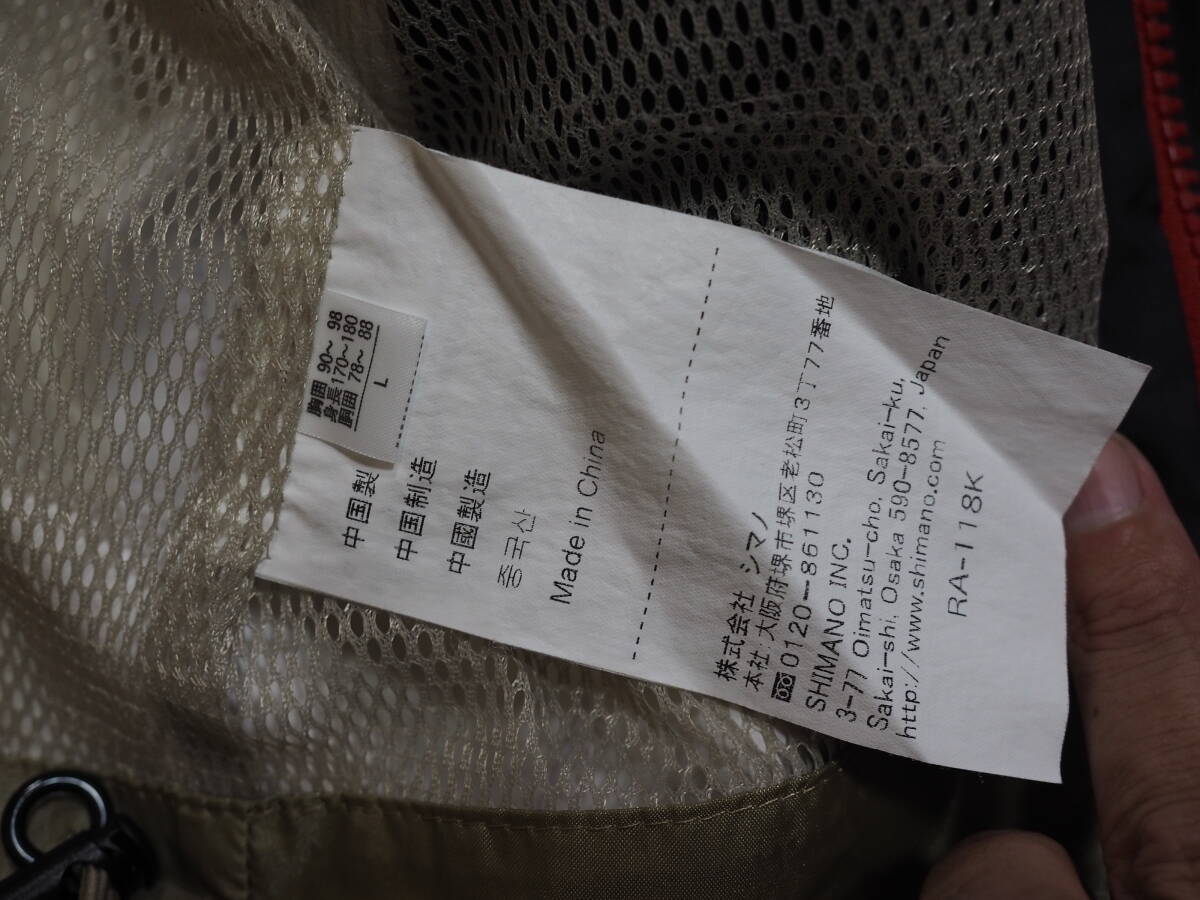 胸囲 90～ 98
身長 170～180
胴囲 78～ 88
L
中国製
中国制造
中國製造
중국산
Made in China
株式会社 シマノ
本社:大阪府堺市堺区老松町3丁77番地
0120-861130
SHIMANO INC.
3-77 Oimatsu-cho, Sakai-ku,
Sakai-shi, Osaka 590-8577, Japan
http://www.shimano.com
RA-118K